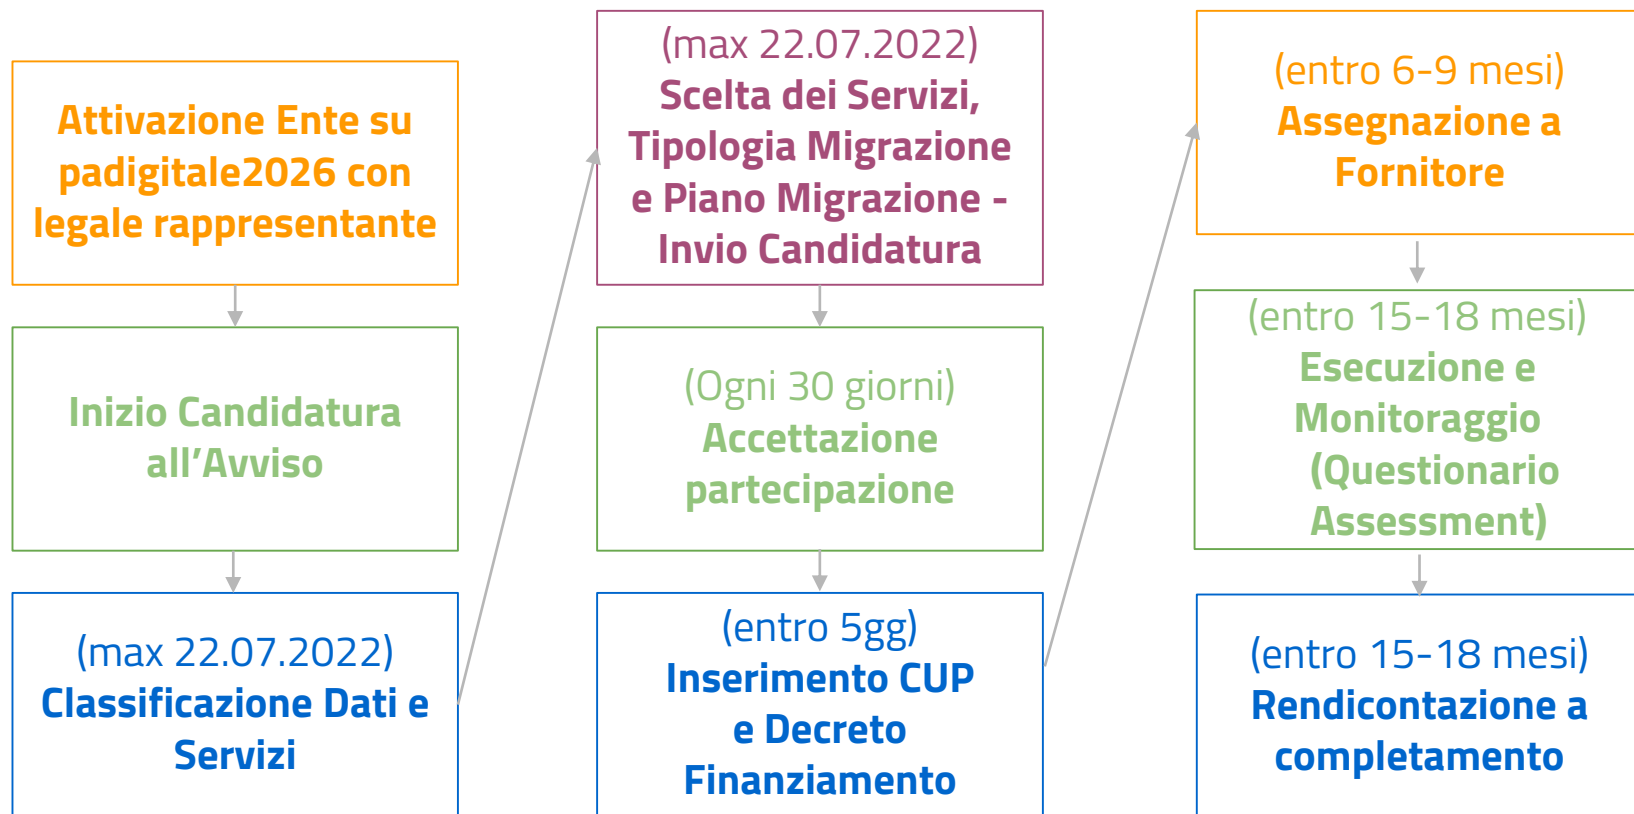 Attivazione Ente su
padigitale2026 con
legale rappresentante
Inizio Candidatura
all’Avviso
(max 22.07.2022)
Classificazione Dati e
Servizi
(max 22.07.2022)
Scelta dei Servizi,
Tipologia Migrazione
e Piano Migrazione -
Invio Candidatura
(Ogni 30 giorni)
Accettazione
partecipazione
(entro 5gg)
Inserimento CUP
e Decreto
Finanziamento
(entro 6-9 mesi)
Assegnazione a
Fornitore
(entro 15-18 mesi)
Esecuzione e
Monitoraggio
(Questionario
Assessment)
(entro 15-18 mesi)
Rendicontazione a
completamento